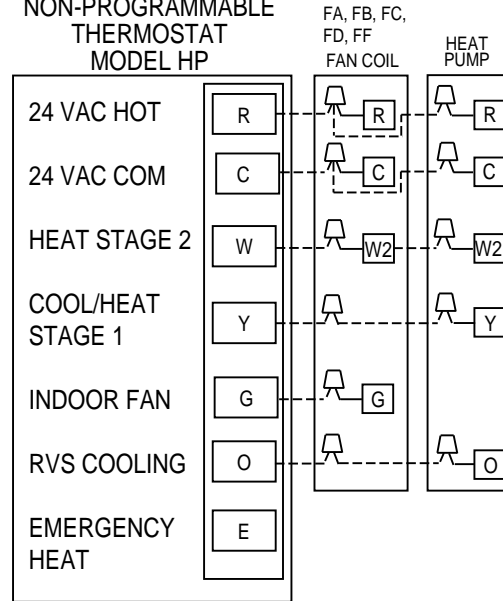 NON-PROGRAMMABLE
THERMOSTAT
MODEL HP
FA, FB, FC,
FD, FF
FAN COIL
HEAT
PUMP
24 VAC HOT
R
R
R
24 VAC COM
C
C
C
HEAT STAGE 2
W
W2
W2
COOL/HEAT
STAGE 1
Y
Y
INDOOR FAN
G
G
RVS COOLING
O
O
EMERGENCY
HEAT
E